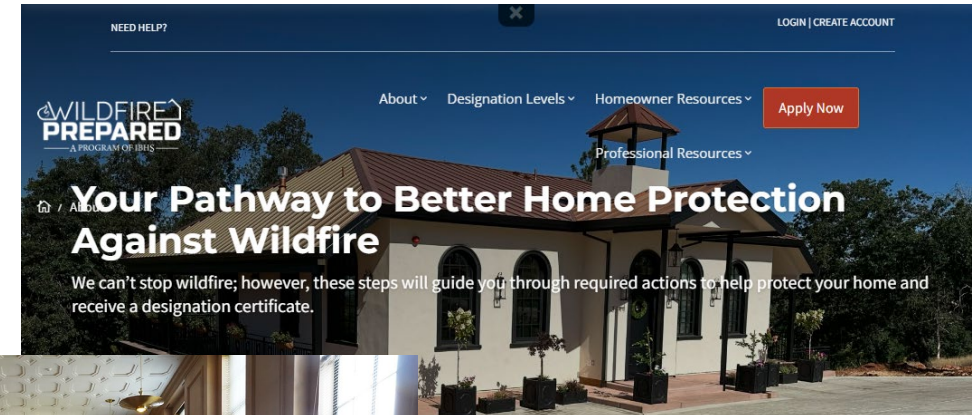 NEED HELP?
LOGIN | CREATE ACCOUNT
WILDFIRE
PREPARED
A PROGRAM OF IBHS
About
Designation Levels
Homeowner Resources
Apply Now
Professional Resources
/ About
Your Pathway to Better Home Protection
Against Wildfire
We can't stop wildfire; however, these steps will guide you through required actions to help protect your home and
receive a designation certificate.